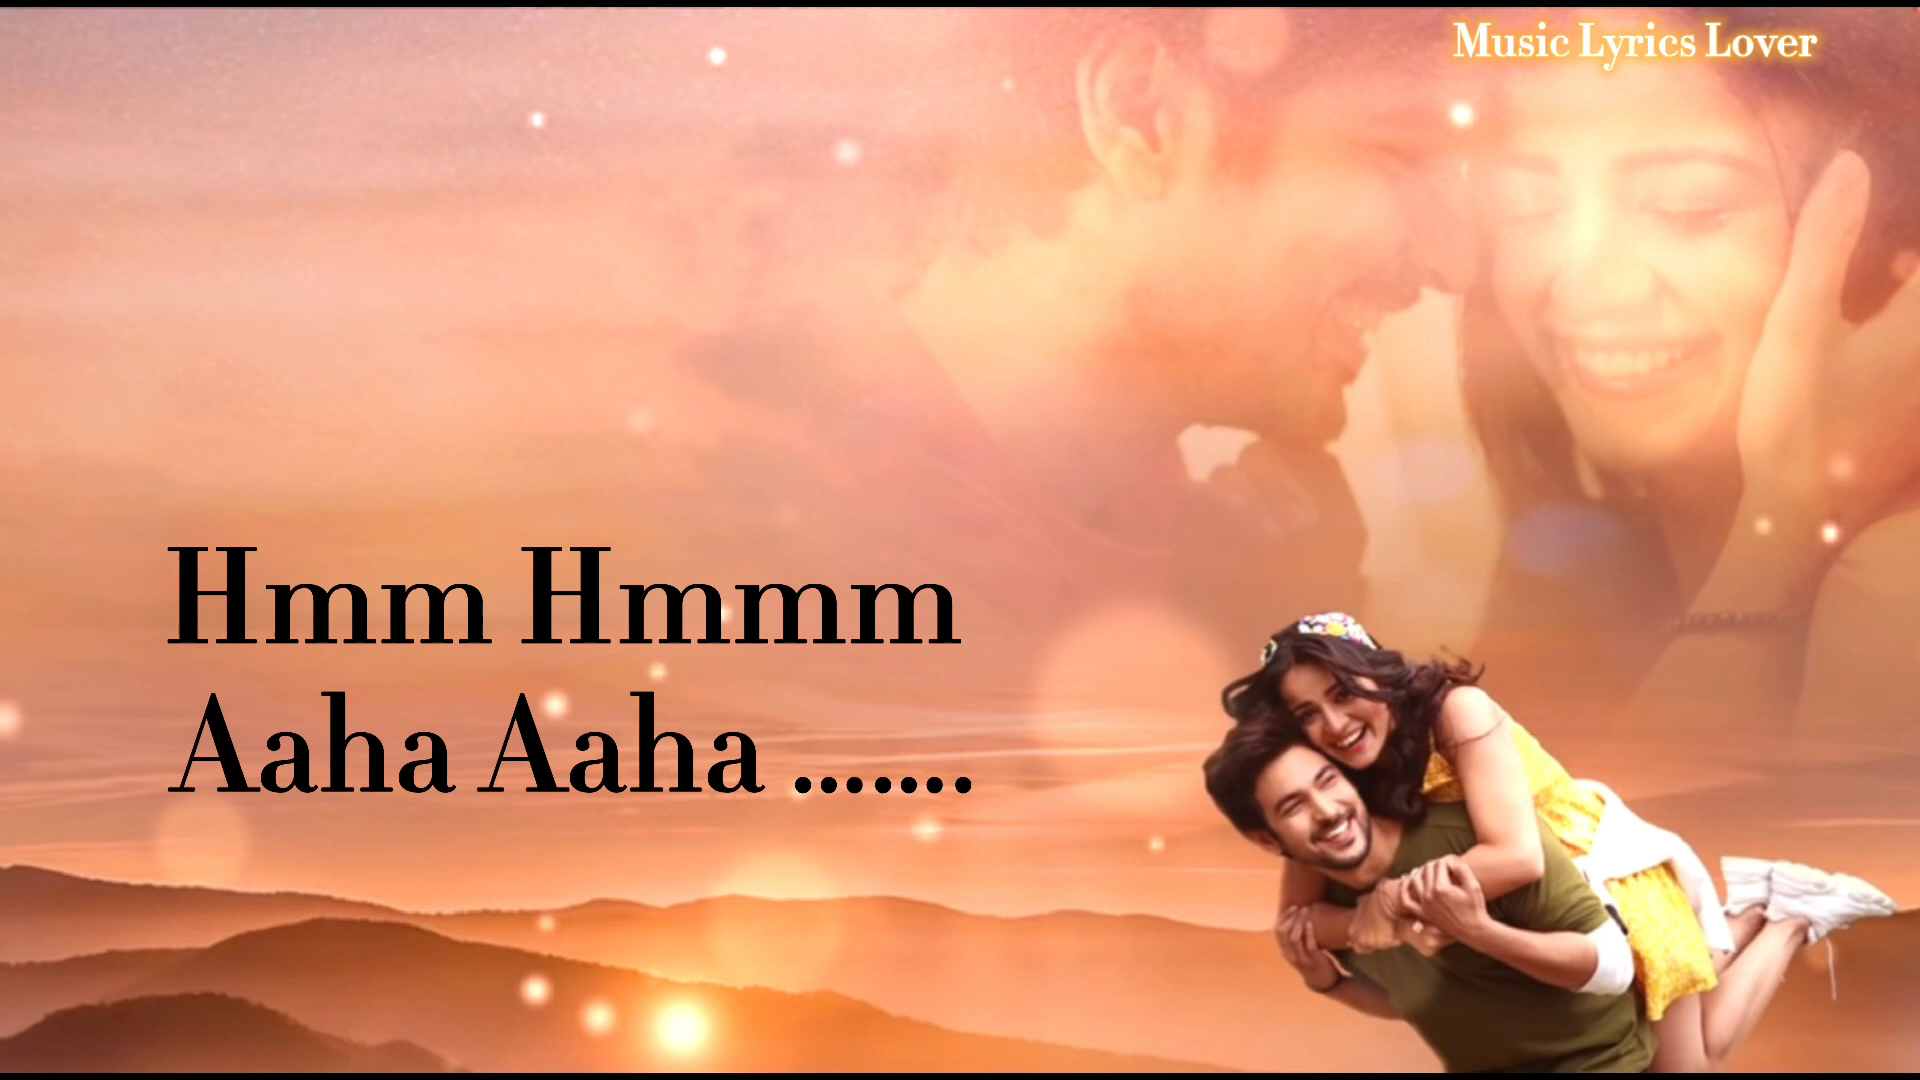 Music Lyrics Lover
Hmm Hmmm
Aaha Aaha .......